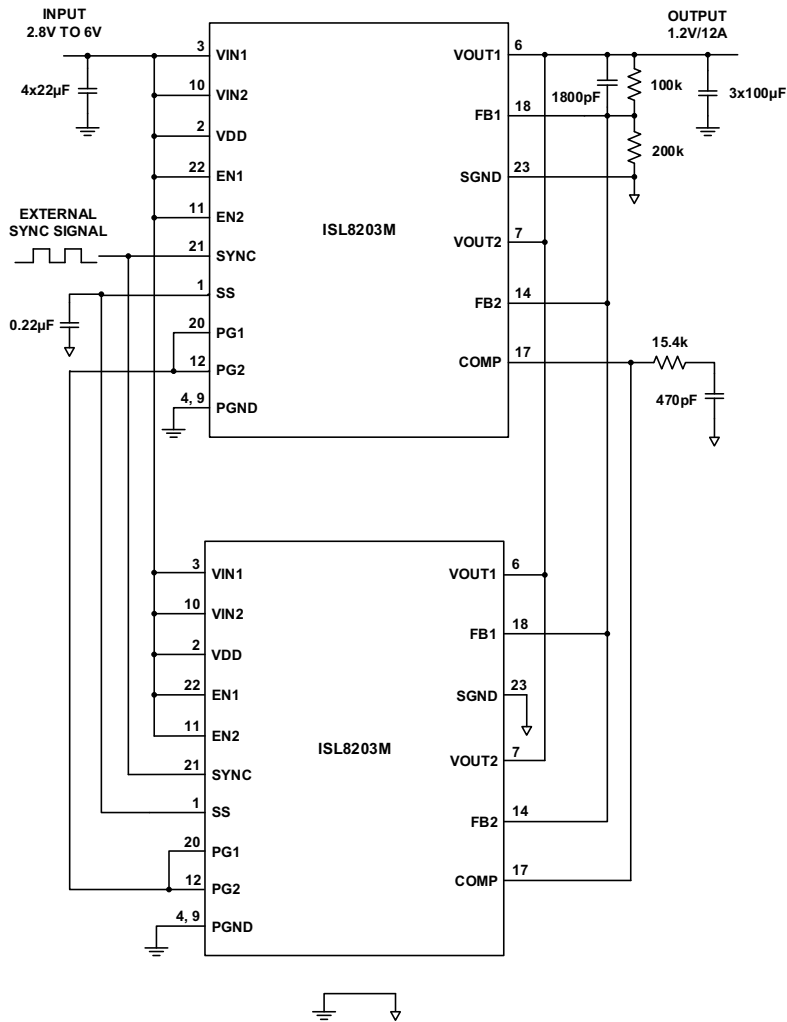 INPUT
2.8V TO 6V
OUTPUT
1.2V/12A
4x22µF
3 VIN1
10 VIN2
2 VDD
22 EN1
11 EN2
EXTERNAL
SYNC SIGNAL
21 SYNC
1 SS
0.22µF
20 PG1
12 PG2
4, 9 PGND
ISL8203M
VOUT1 6
1800pF
100k
3x100µF
FB1 18
200k
SGND 23
VOUT2 7
FB2 14
COMP 17
15.4k
470pF
3 VIN1
10 VIN2
2 VDD
22 EN1
11 EN2
21 SYNC
1 SS
20 PG1
12 PG2
4, 9 PGND
ISL8203M
VOUT1 6
FB1 18
SGND 23
VOUT2 7
FB2 14
COMP 17